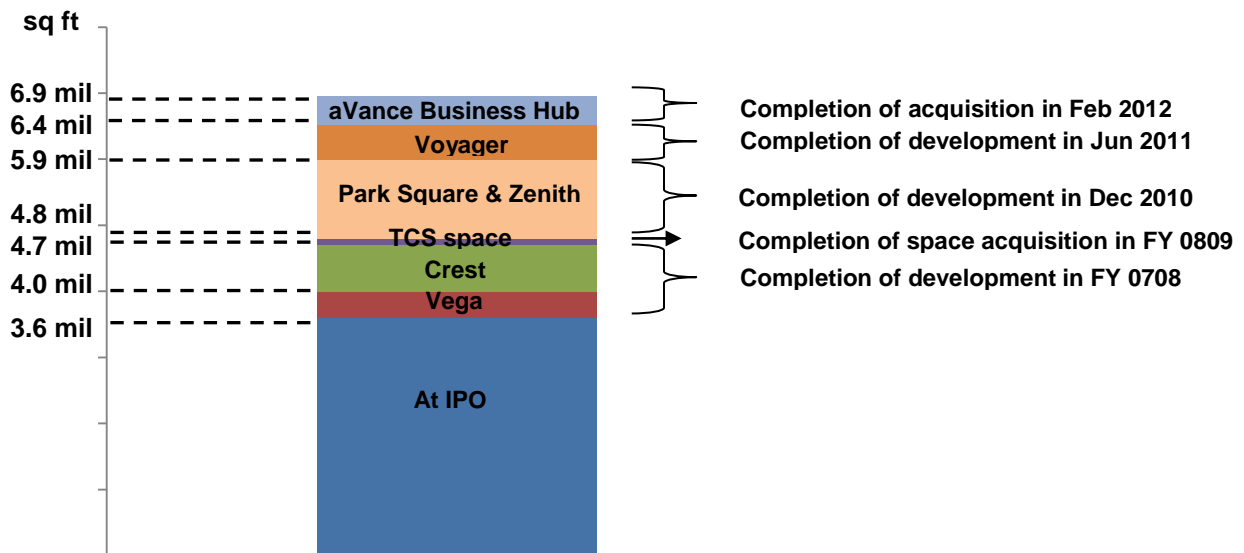 sq ft
6.9 mil
aVance Business Hub
Completion of acquisition in Feb 2012
6.4 mil
Voyager
Completion of development in Jun 2011
5.9 mil
Park Square & Zenith
Completion of development in Dec 2010
4.8 mil
TCS space
Completion of space acquisition in FY 0809
4.7 mil
Crest
Completion of development in FY 0708
4.0 mil
Vega
3.6 mil
At IPO